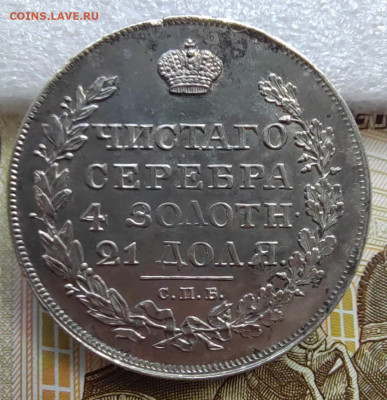 COINS.LAVE.RU
ЧИСТАГО
СЕРЕБРА
4 ЗОЛОТН.
21 ДОЛЯ.
С.П.Б.